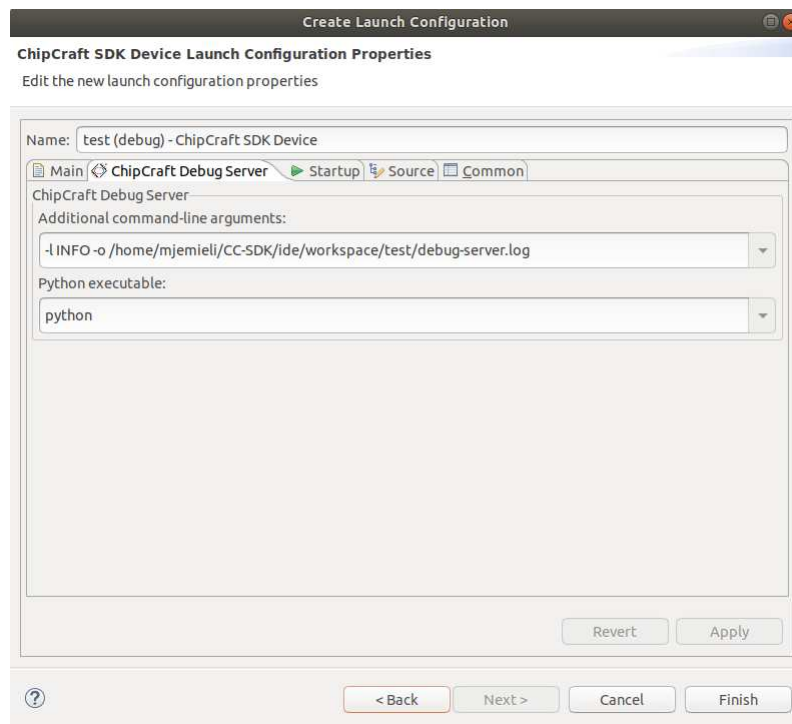 Create Launch Configuration
ChipCraft SDK Device Launch Configuration Properties
Edit the new launch configuration properties
Name: test (debug) - ChipCraft SDK Device
Main ChipCraft Debug Server Startup Source Common
ChipCraft Debug Server
Additional command-line arguments:
-l INFO -o /home/mjemieli/CC-SDK/ide/workspace/test/debug-server.log
Python executable:
python
Revert Apply
? < Back Next > Cancel Finish